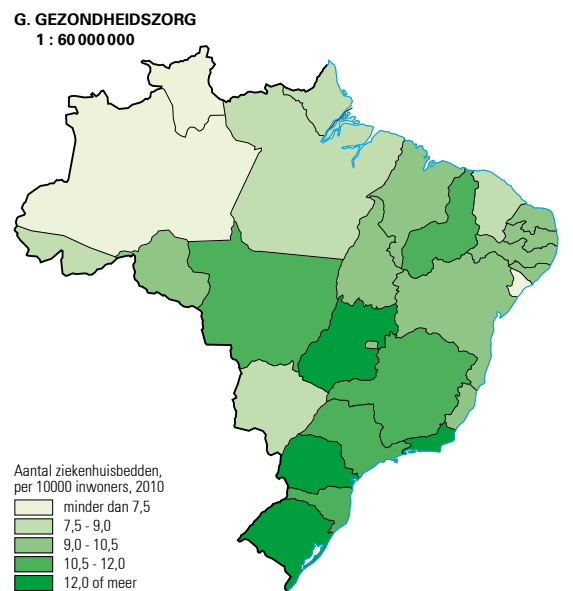 G. GEZONDHEIDSZORG
1 : 60 000 000
Aantal ziekenhuisbedden,
per 10000 inwoners, 2010
minder dan 7,5
7,5 - 9,0
9,0 - 10,5
10,5 - 12,0
12,0 of meer